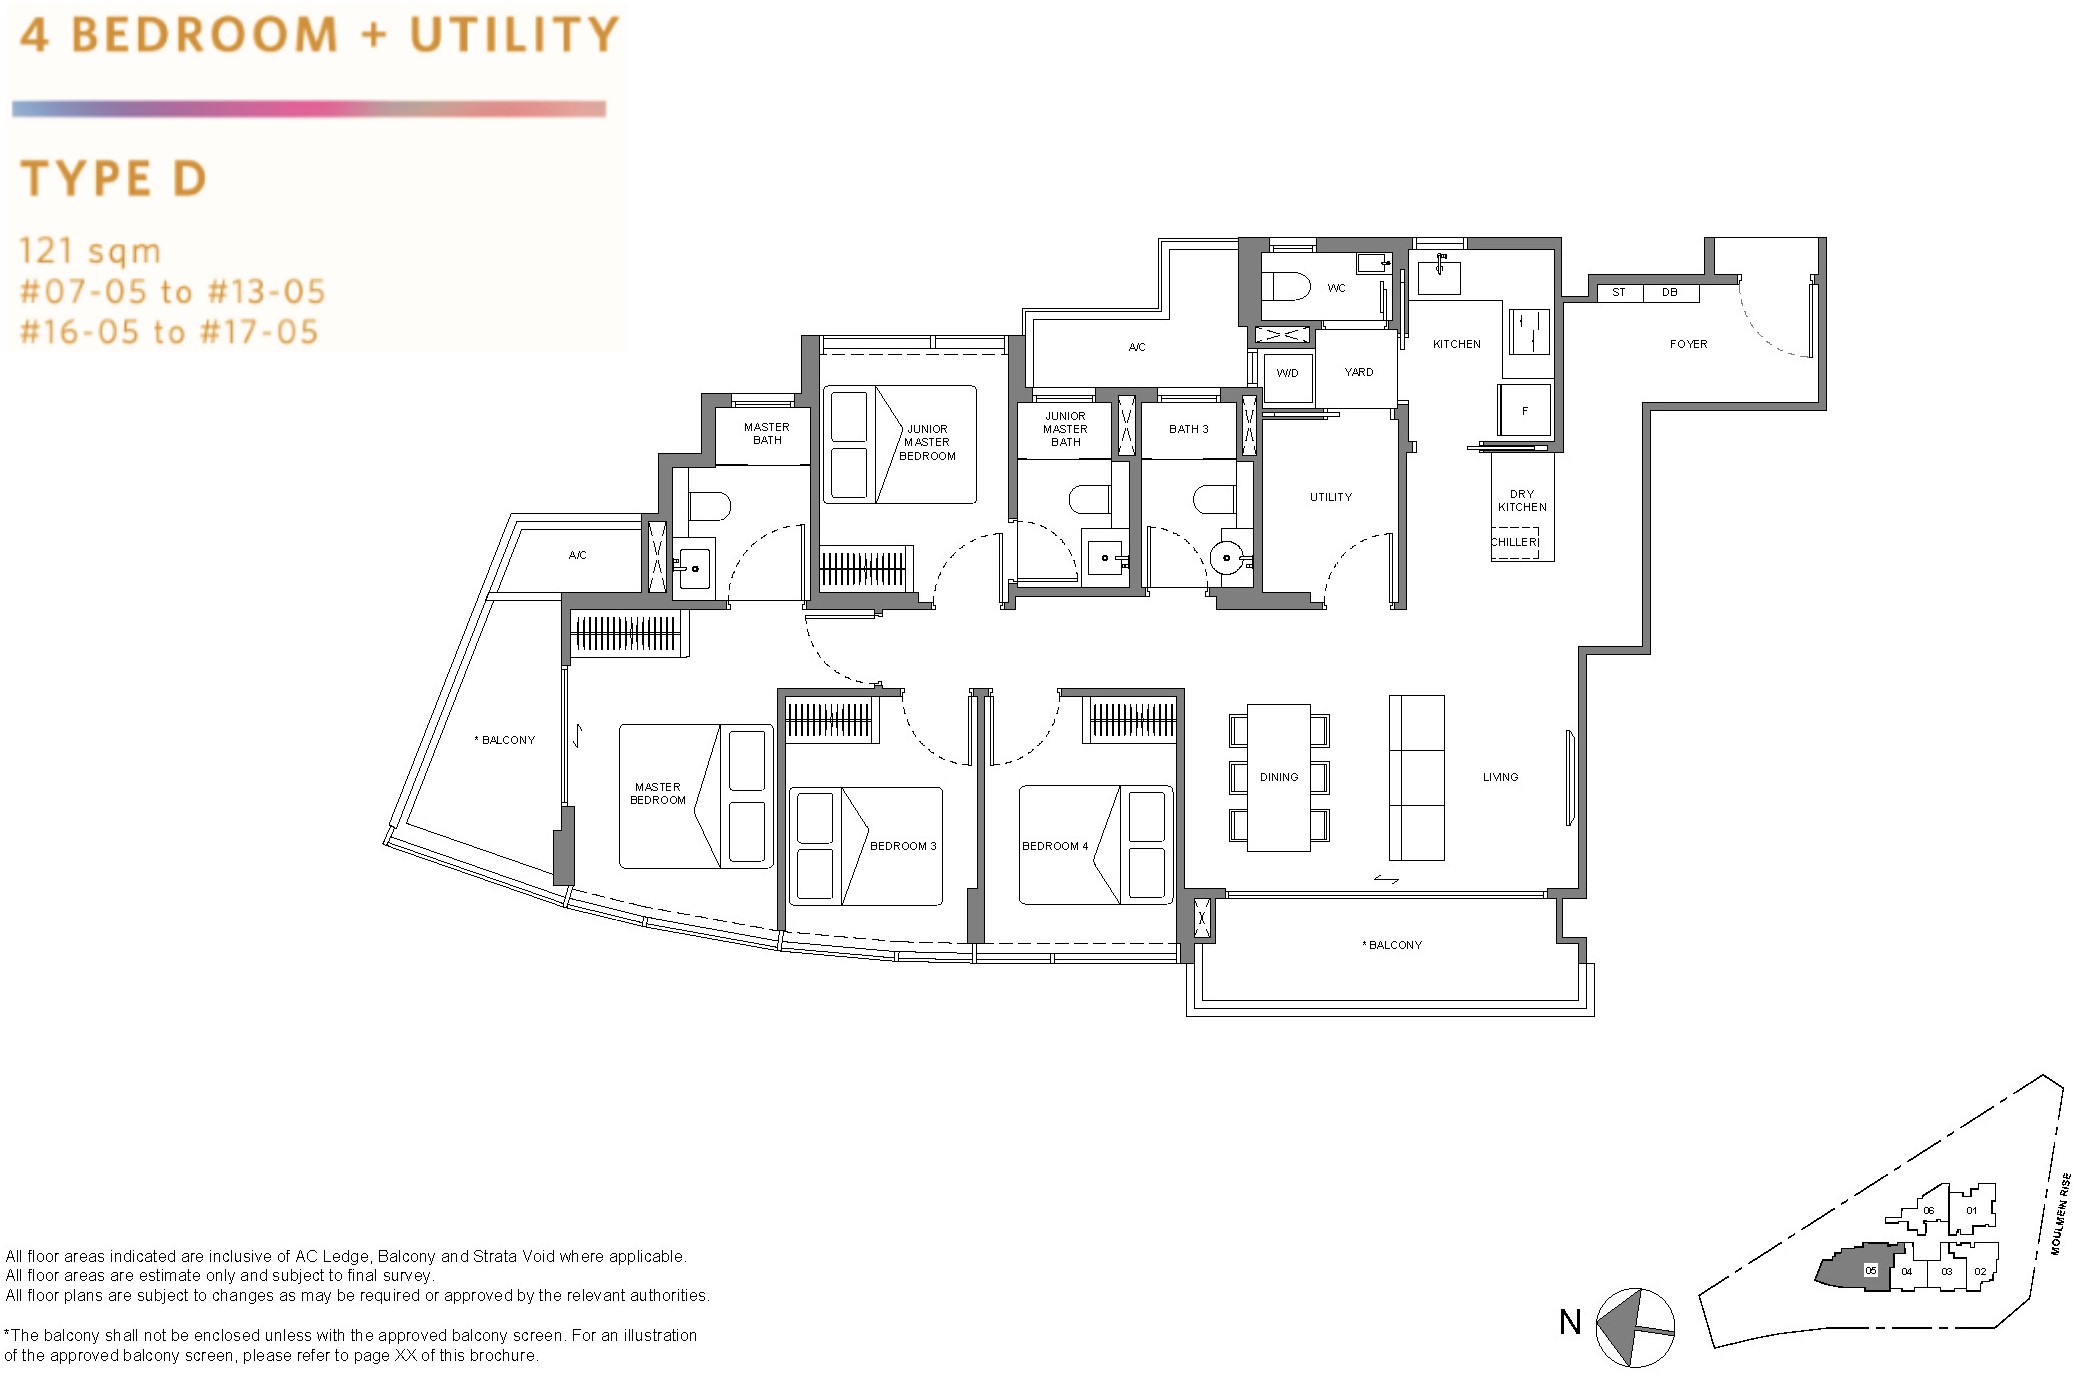 4 BEDROOM + UTILITY
TYPE D
121 sqm
#07-05 to #13-05
#16-05 to #17-05
WC
ST
DB
A/C
KITCHEN
FOYER
W/D
YARD
F
MASTER
BATH
JUNIOR
MASTER
BEDROOM
JUNIOR
MASTER
BATH
BATH 3
UTILITY
DRY
KITCHEN
CHILLER
A/C
* BALCONY
MASTER
BEDROOM
BEDROOM 3
BEDROOM 4
DINING
LIVING
* BALCONY
MOULMEIN RISE
06
01
05
04
03
02
N
All floor areas indicated are inclusive of AC Ledge, Balcony and Strata Void where applicable.
All floor areas are estimate only and subject to final survey.
All floor plans are subject to changes as may be required or approved by the relevant authorities.
*The balcony shall not be enclosed unless with the approved balcony screen. For an illustration
of the approved balcony screen, please refer to page XX of this brochure.